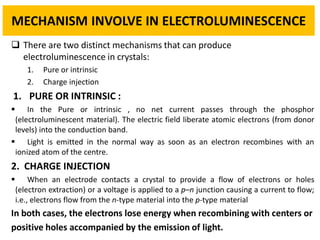 MECHANISM INVOLVE IN ELECTROLUMINESCENCE
❑ There are two distinct mechanisms that can produce
electroluminescence in crystals:
1. Pure or intrinsic
2. Charge injection
1. PURE OR INTRINSIC :
▪ In the Pure or intrinsic , no net current passes through the phosphor
(electroluminescent material). The electric field liberate atomic electrons (from donor
levels) into the conduction band.
▪ Light is emitted in the normal way as soon as an electron recombines with an
ionized atom of the centre.
2. CHARGE INJECTION
▪ When an electrode contacts a crystal to provide a flow of electrons or holes
(electron extraction) or a voltage is applied to a p–n junction causing a current to flow;
i.e., electrons flow from the n-type material into the p-type material
In both cases, the electrons lose energy when recombining with centers or
positive holes accompanied by the emission of light.